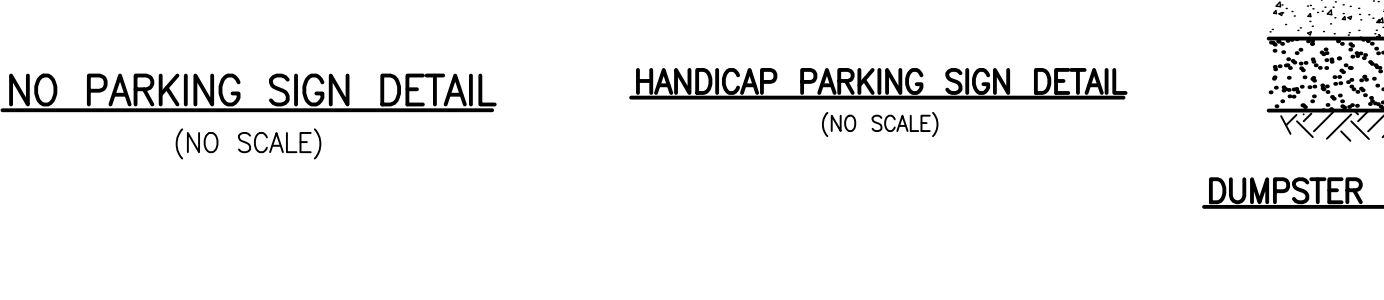 NO PARKING SIGN DETAIL
(NO SCALE)
HANDICAP PARKING SIGN DETAIL
(NO SCALE)
DUMPSTER